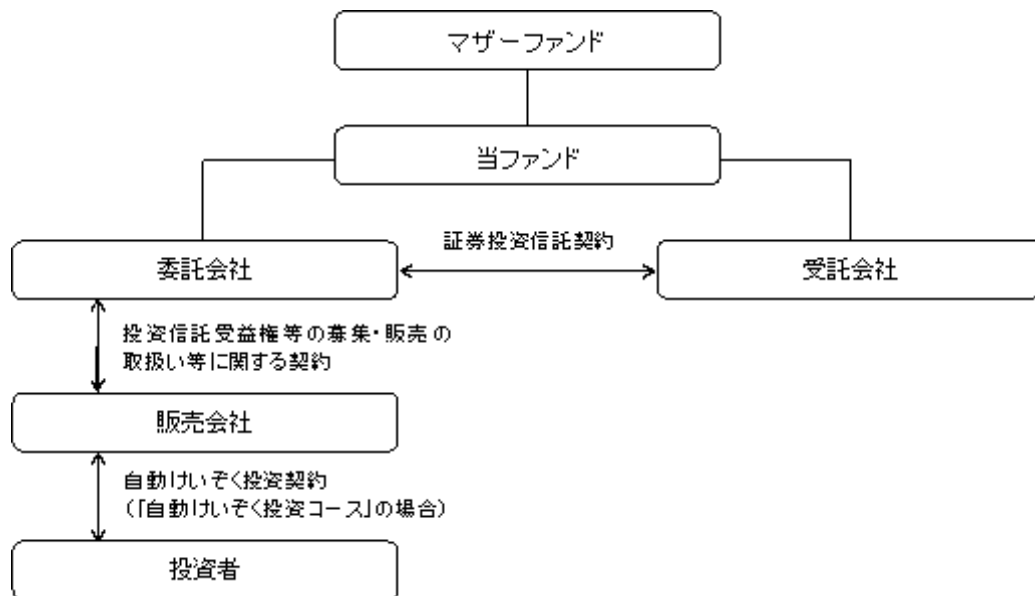 マザーファンド
当ファンド
証券投資信託契約
委託会社
受託会社
投資信託受益権等の募集・販売の
取扱い等に関する契約
販売会社
自動けいぞく投資契約
（「自動けいぞく投資コース」の場合）
投資者